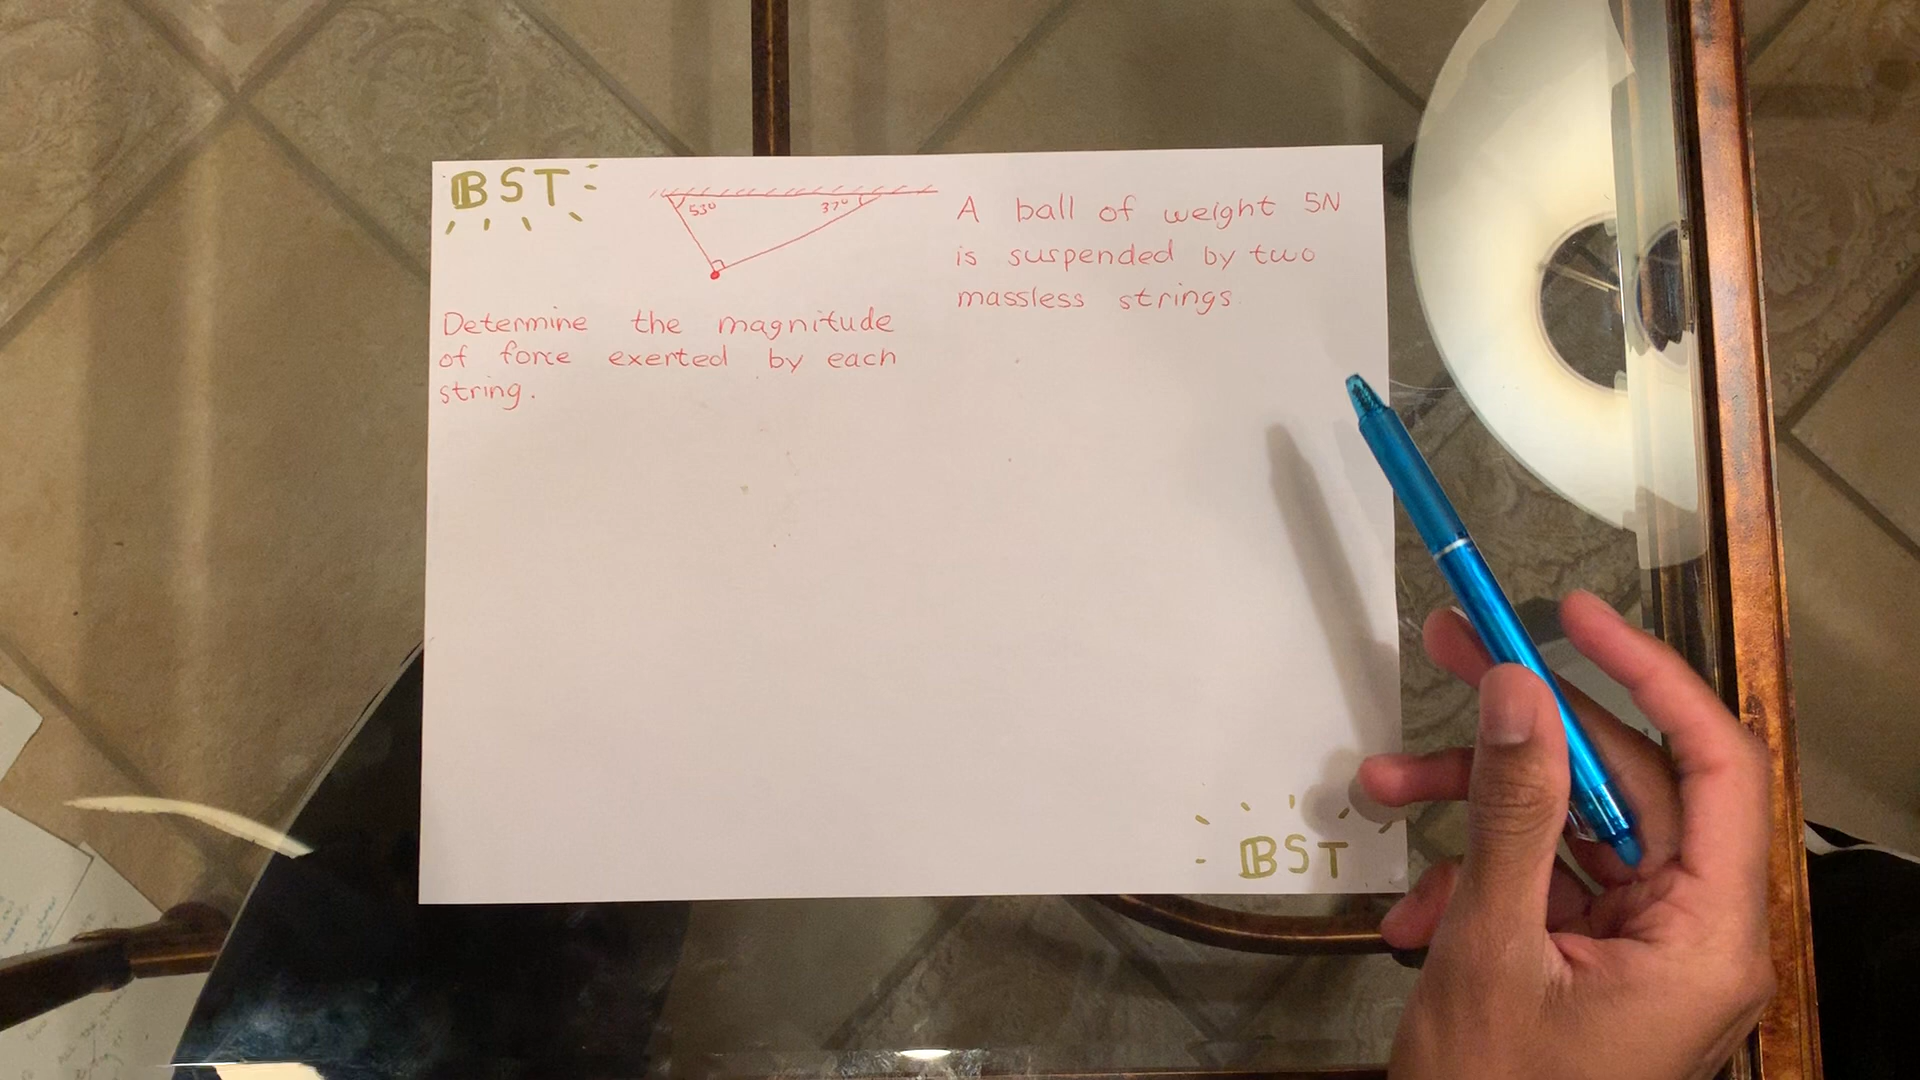 BST
53° 37°
A ball of weight 5N
is suspended by two
massless strings.
Determine the magnitude
of force exerted by each
string.
BST